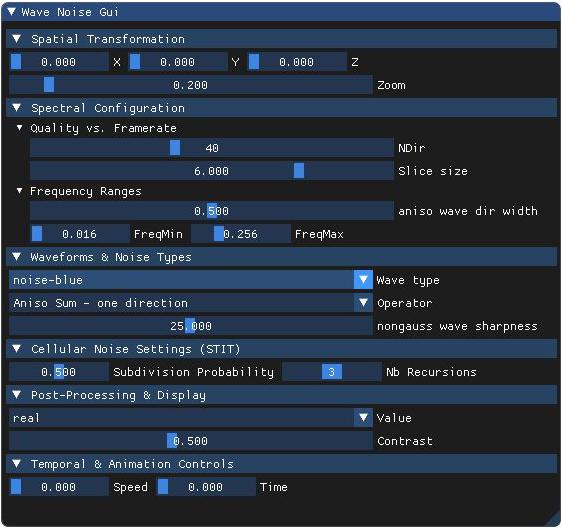 Wave Noise Gui
Spatial Transformation
0.000 X 0.000 Y 0.000 Z
0.200 Zoom
Spectral Configuration
Quality vs. Framerate
40 NDir
6.000 Slice size
Frequency Ranges
0.500 aniso wave dir width
0.016 FreqMin 0.256 FreqMax
Waveforms & Noise Types
noise-blue Wave type
Aniso Sum - one direction Operator
25.000 nongauss wave sharpness
Cellular Noise Settings (STIT)
0.500 Subdivision Probability 3 Nb Recursions
Post-Processing & Display
real Value
0.500 Contrast
Temporal & Animation Controls
0.000 Speed 0.000 Time